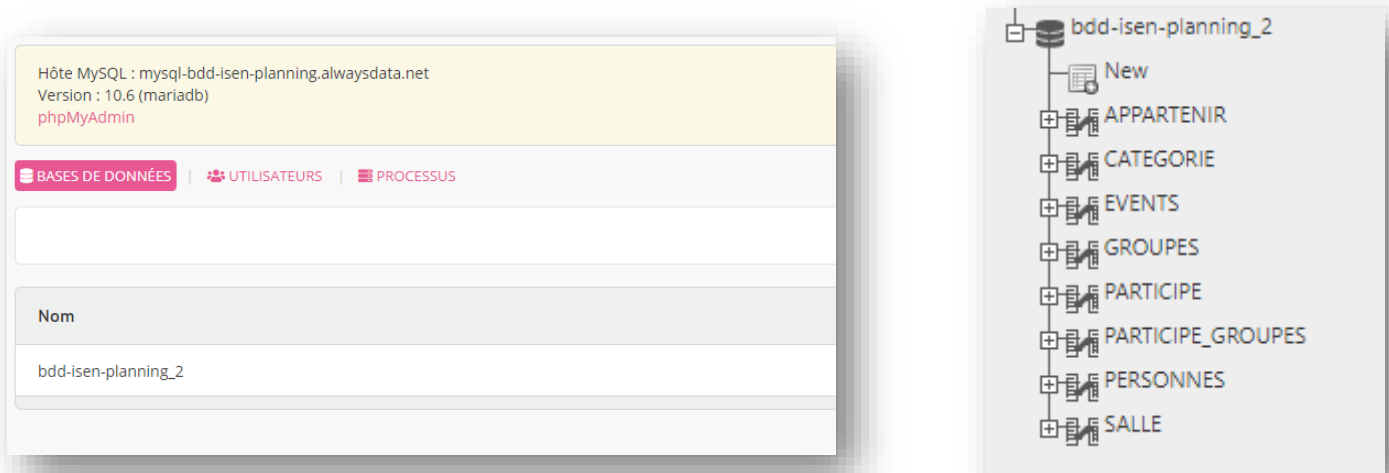 Hôte MySQL : mysql-bdd-isen-planning.alwaysdata.net
Version : 10.6 (mariadb)
phpMyAdmin
BASES DE DONNÉES | UTILISATEURS | PROCESSUS
Nom
bdd-isen-planning_2
bdd-isen-planning_2
New
APPARTENIR
CATEGORIE
EVENTS
GROUPES
PARTICIPE
PARTICIPE_GROUPES
PERSONNES
SALLE